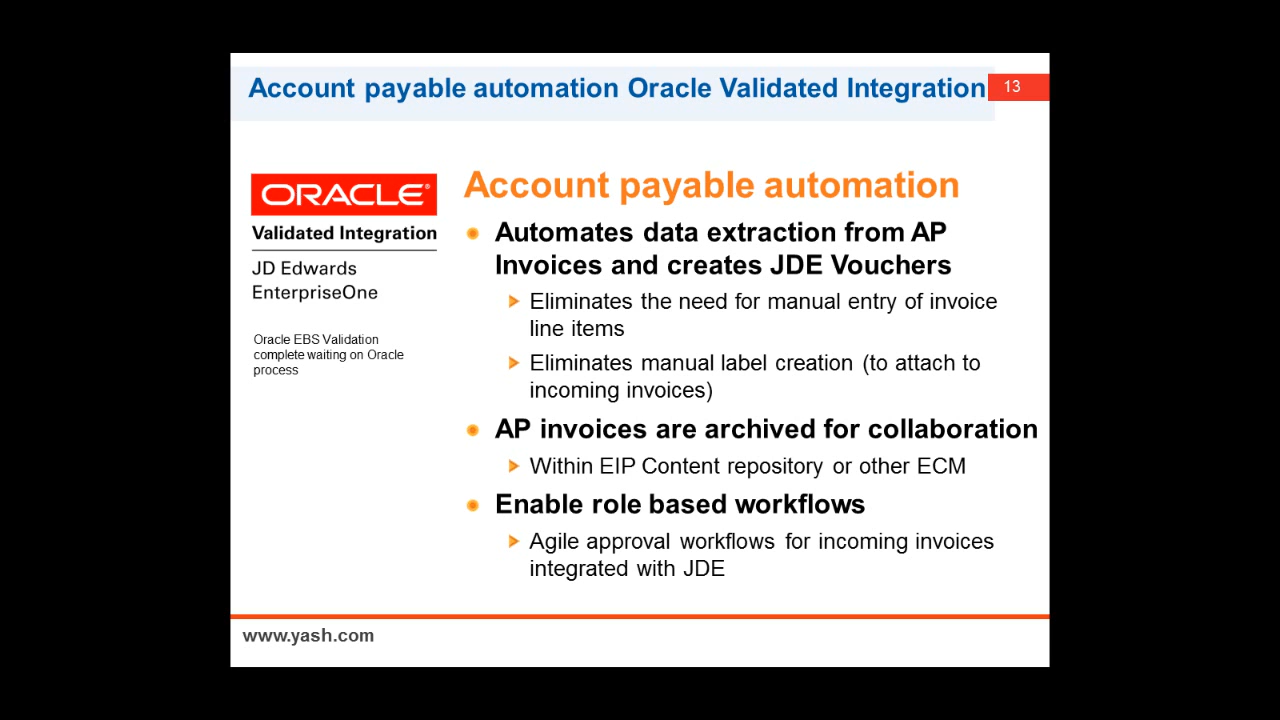 Account payable automation Oracle Validated Integration
13
ORACLE®
Validated Integration
JD Edwards
EnterpriseOne
Oracle EBS Validation
complete waiting on Oracle
process
Account payable automation
Automates data extraction from AP
Invoices and creates JDE Vouchers
Eliminates the need for manual entry of invoice
line items
Eliminates manual label creation (to attach to
incoming invoices)
AP invoices are archived for collaboration
Within EIP Content repository or other ECM
Enable role based workflows
Agile approval workflows for incoming invoices
integrated with JDE
www.yash.com